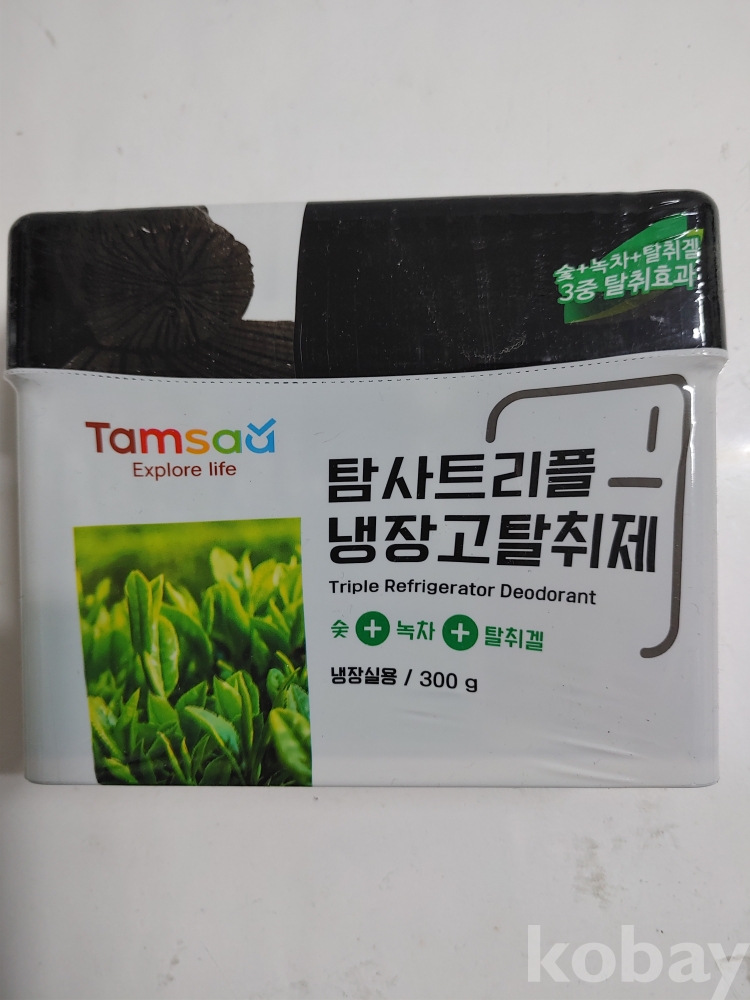 숯+녹차+탈취겔
3중 탈취효과
Tamsaa
Explore life
탐사트리플
냉장고탈취제
Triple Refrigerator Deodorant
숯 + 녹차 + 탈취겔
냉장실용 / 300 g
kobay